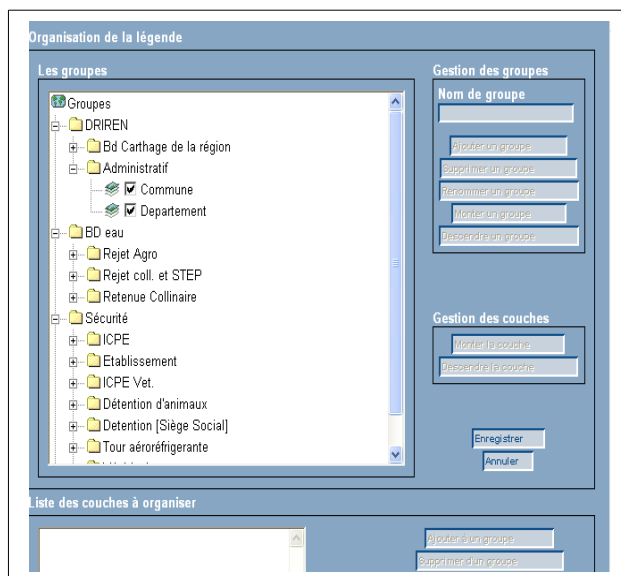 Organisation de la légende
Les groupes
Groupes
DRIREN
Bd Carthage de la région
Administratif
Commune
Departement
BD eau
Rejet Agro
Rejet coll. et STEP
Retenue Collinaire
Sécurité
ICPE
Etablissement
ICPE Vet.
Détention d'animaux
Detention [Siège Social]
Tour aéroréfrigerante
Gestion des groupes
Nom de groupe
Ajouter un groupe
Supprimer un groupe
Renommer un groupe
Monter un groupe
Descendre un groupe
Gestion des couches
Monter la couche
Descendre la couche
Enregistrer
Annuler
Liste des couches à organiser
Ajouter à un groupe
Supprimer d'un groupe